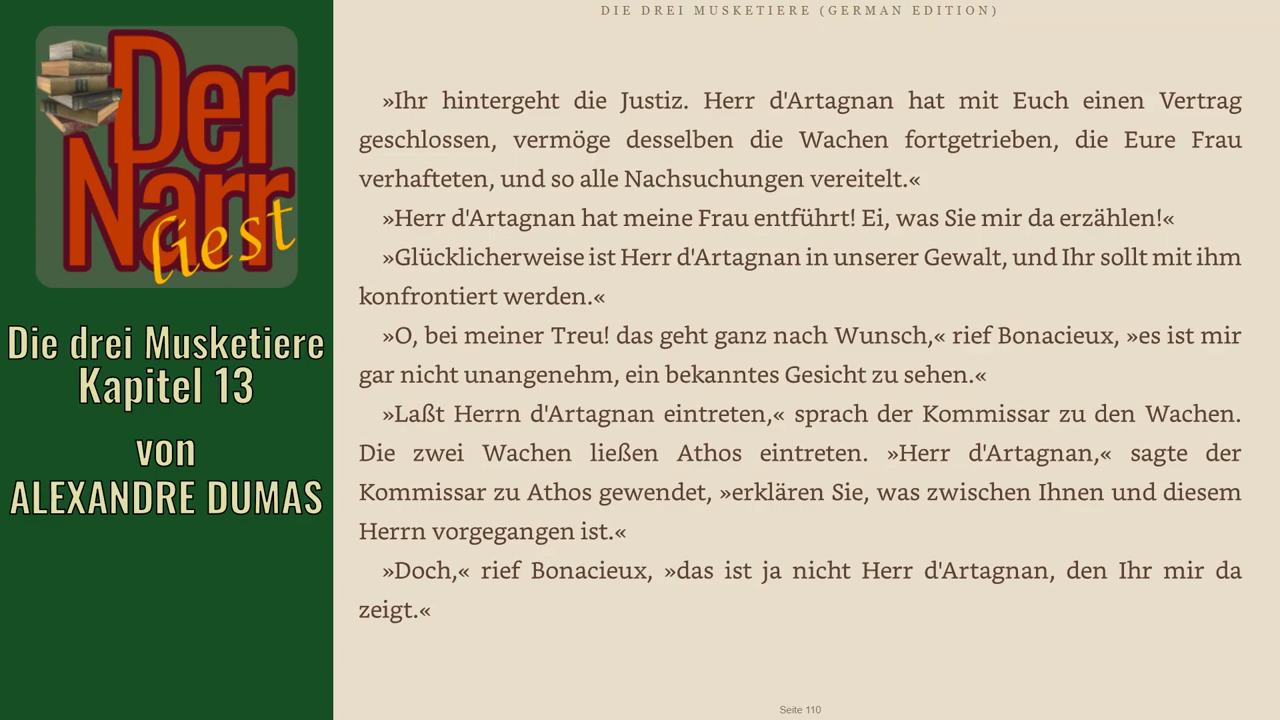 Der
Narr
liest
Die drei Musketiere
Kapitel 13
von
ALEXANDRE DUMAS
DIE DREI MUSKETIERE (GERMAN EDITION)
»Ihr hintergeht die Justiz. Herr d'Artagnan hat mit Euch einen Vertrag
geschlossen, vermöge desselben die Wachen fortgetrieben, die Eure Frau
verhafteten, und so alle Nachsuchungen vereitelt.«
»Herr d'Artagnan hat meine Frau entführt! Ei, was Sie mir da erzählen!«
»Glücklicherweise ist Herr d'Artagnan in unserer Gewalt, und Ihr sollt mit ihm
konfrontiert werden.«
»O, bei meiner Treu! das geht ganz nach Wunsch,« rief Bonacieux, »es ist mir
gar nicht unangenehm, ein bekanntes Gesicht zu sehen.«
»Laßt Herrn d'Artagnan eintreten,« sprach der Kommissar zu den Wachen.
Die zwei Wachen ließen Athos eintreten. »Herr d'Artagnan,« sagte der
Kommissar zu Athos gewendet, »erklären Sie, was zwischen Ihnen und diesem
Herrn vorgegangen ist.«
»Doch,« rief Bonacieux, »das ist ja nicht Herr d'Artagnan, den Ihr mir da
zeigt.«
Seite 110